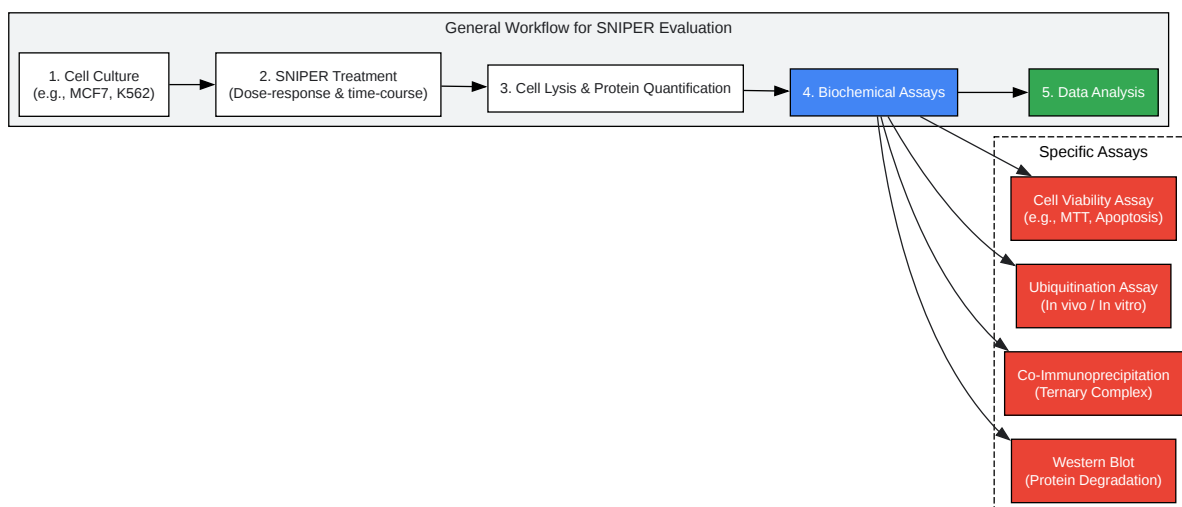 General Workflow for SNIPER Evaluation
1. Cell Culture
(e.g., MCF7, K562)
2. SNIPER Treatment
(Dose-response & time-course)
3. Cell Lysis & Protein Quantification
4. Biochemical Assays
5. Data Analysis
Specific Assays
Cell Viability Assay
(e.g., MTT, Apoptosis)
Ubiquitination Assay
(In vivo / In vitro)
Co-Immunoprecipitation
(Ternary Complex)
Western Blot
(Protein Degradation)